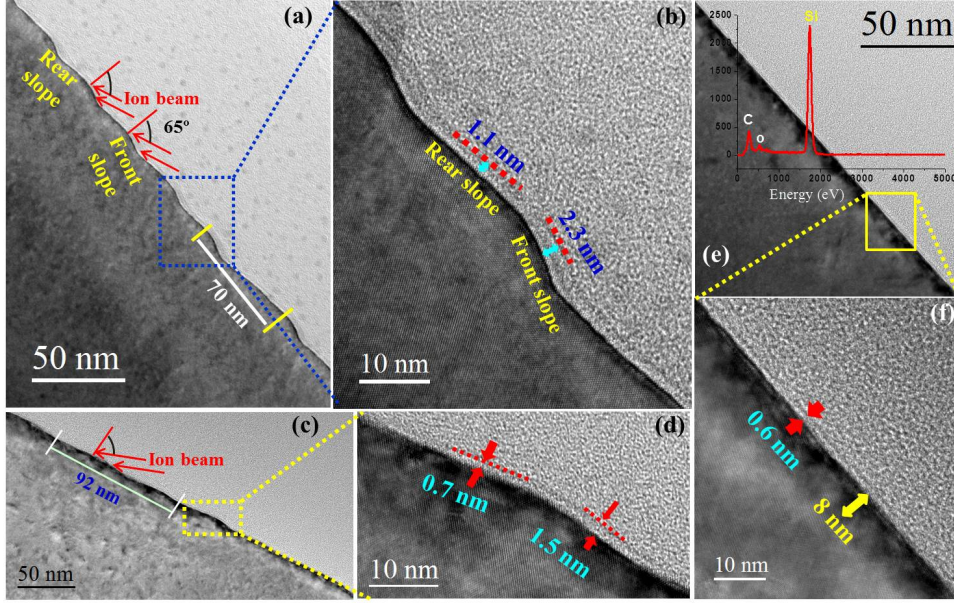 (a)
Rear
slope
Ion beam
65°
Front
slope
70 nm
50 nm
(b)
1.1 nm
Rear slope
2.3 nm
Front slope
10 nm
50 nm
Si
2500
1500
C
500
o
0
0 1000 2000 3000 4000 5000
Energy (eV)
(e)
(c)
Ion beam
92 nm
50 nm
(d)
0.7 nm
1.5 nm
10 nm
(f)
0.6 nm
8 nm
10 nm